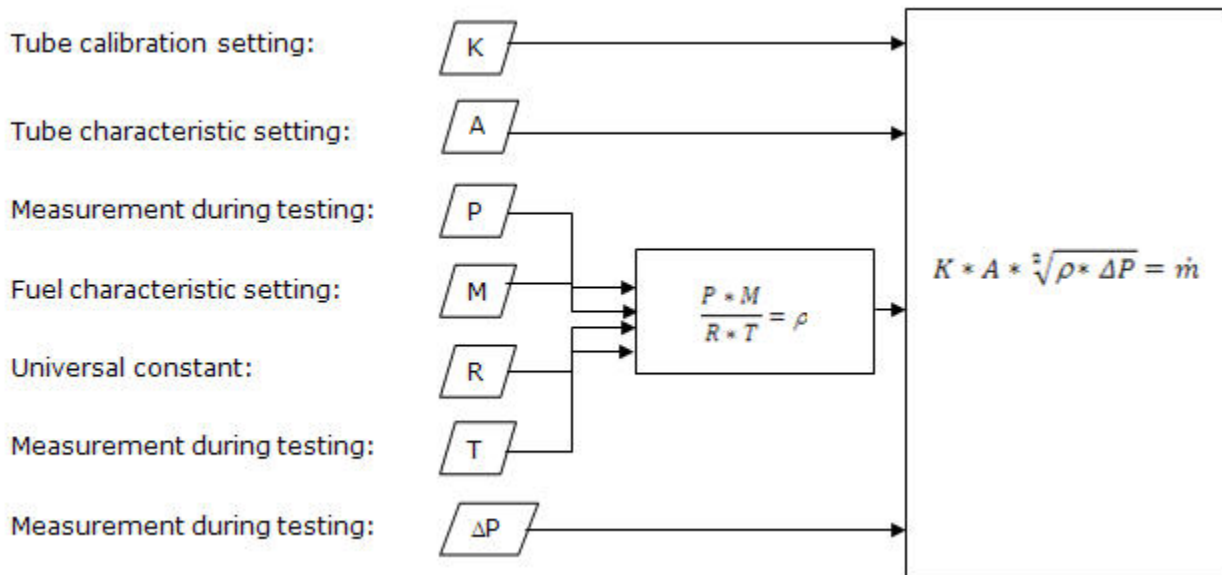 Tube calibration setting: K
Tube characteristic setting: A
Measurement during testing: P
Fuel characteristic setting: M
Universal constant: R
Measurement during testing: T
Measurement during testing: ΔP
P * M
R * T
= ρ
K * A * ²√ρ * ΔP = ṁ